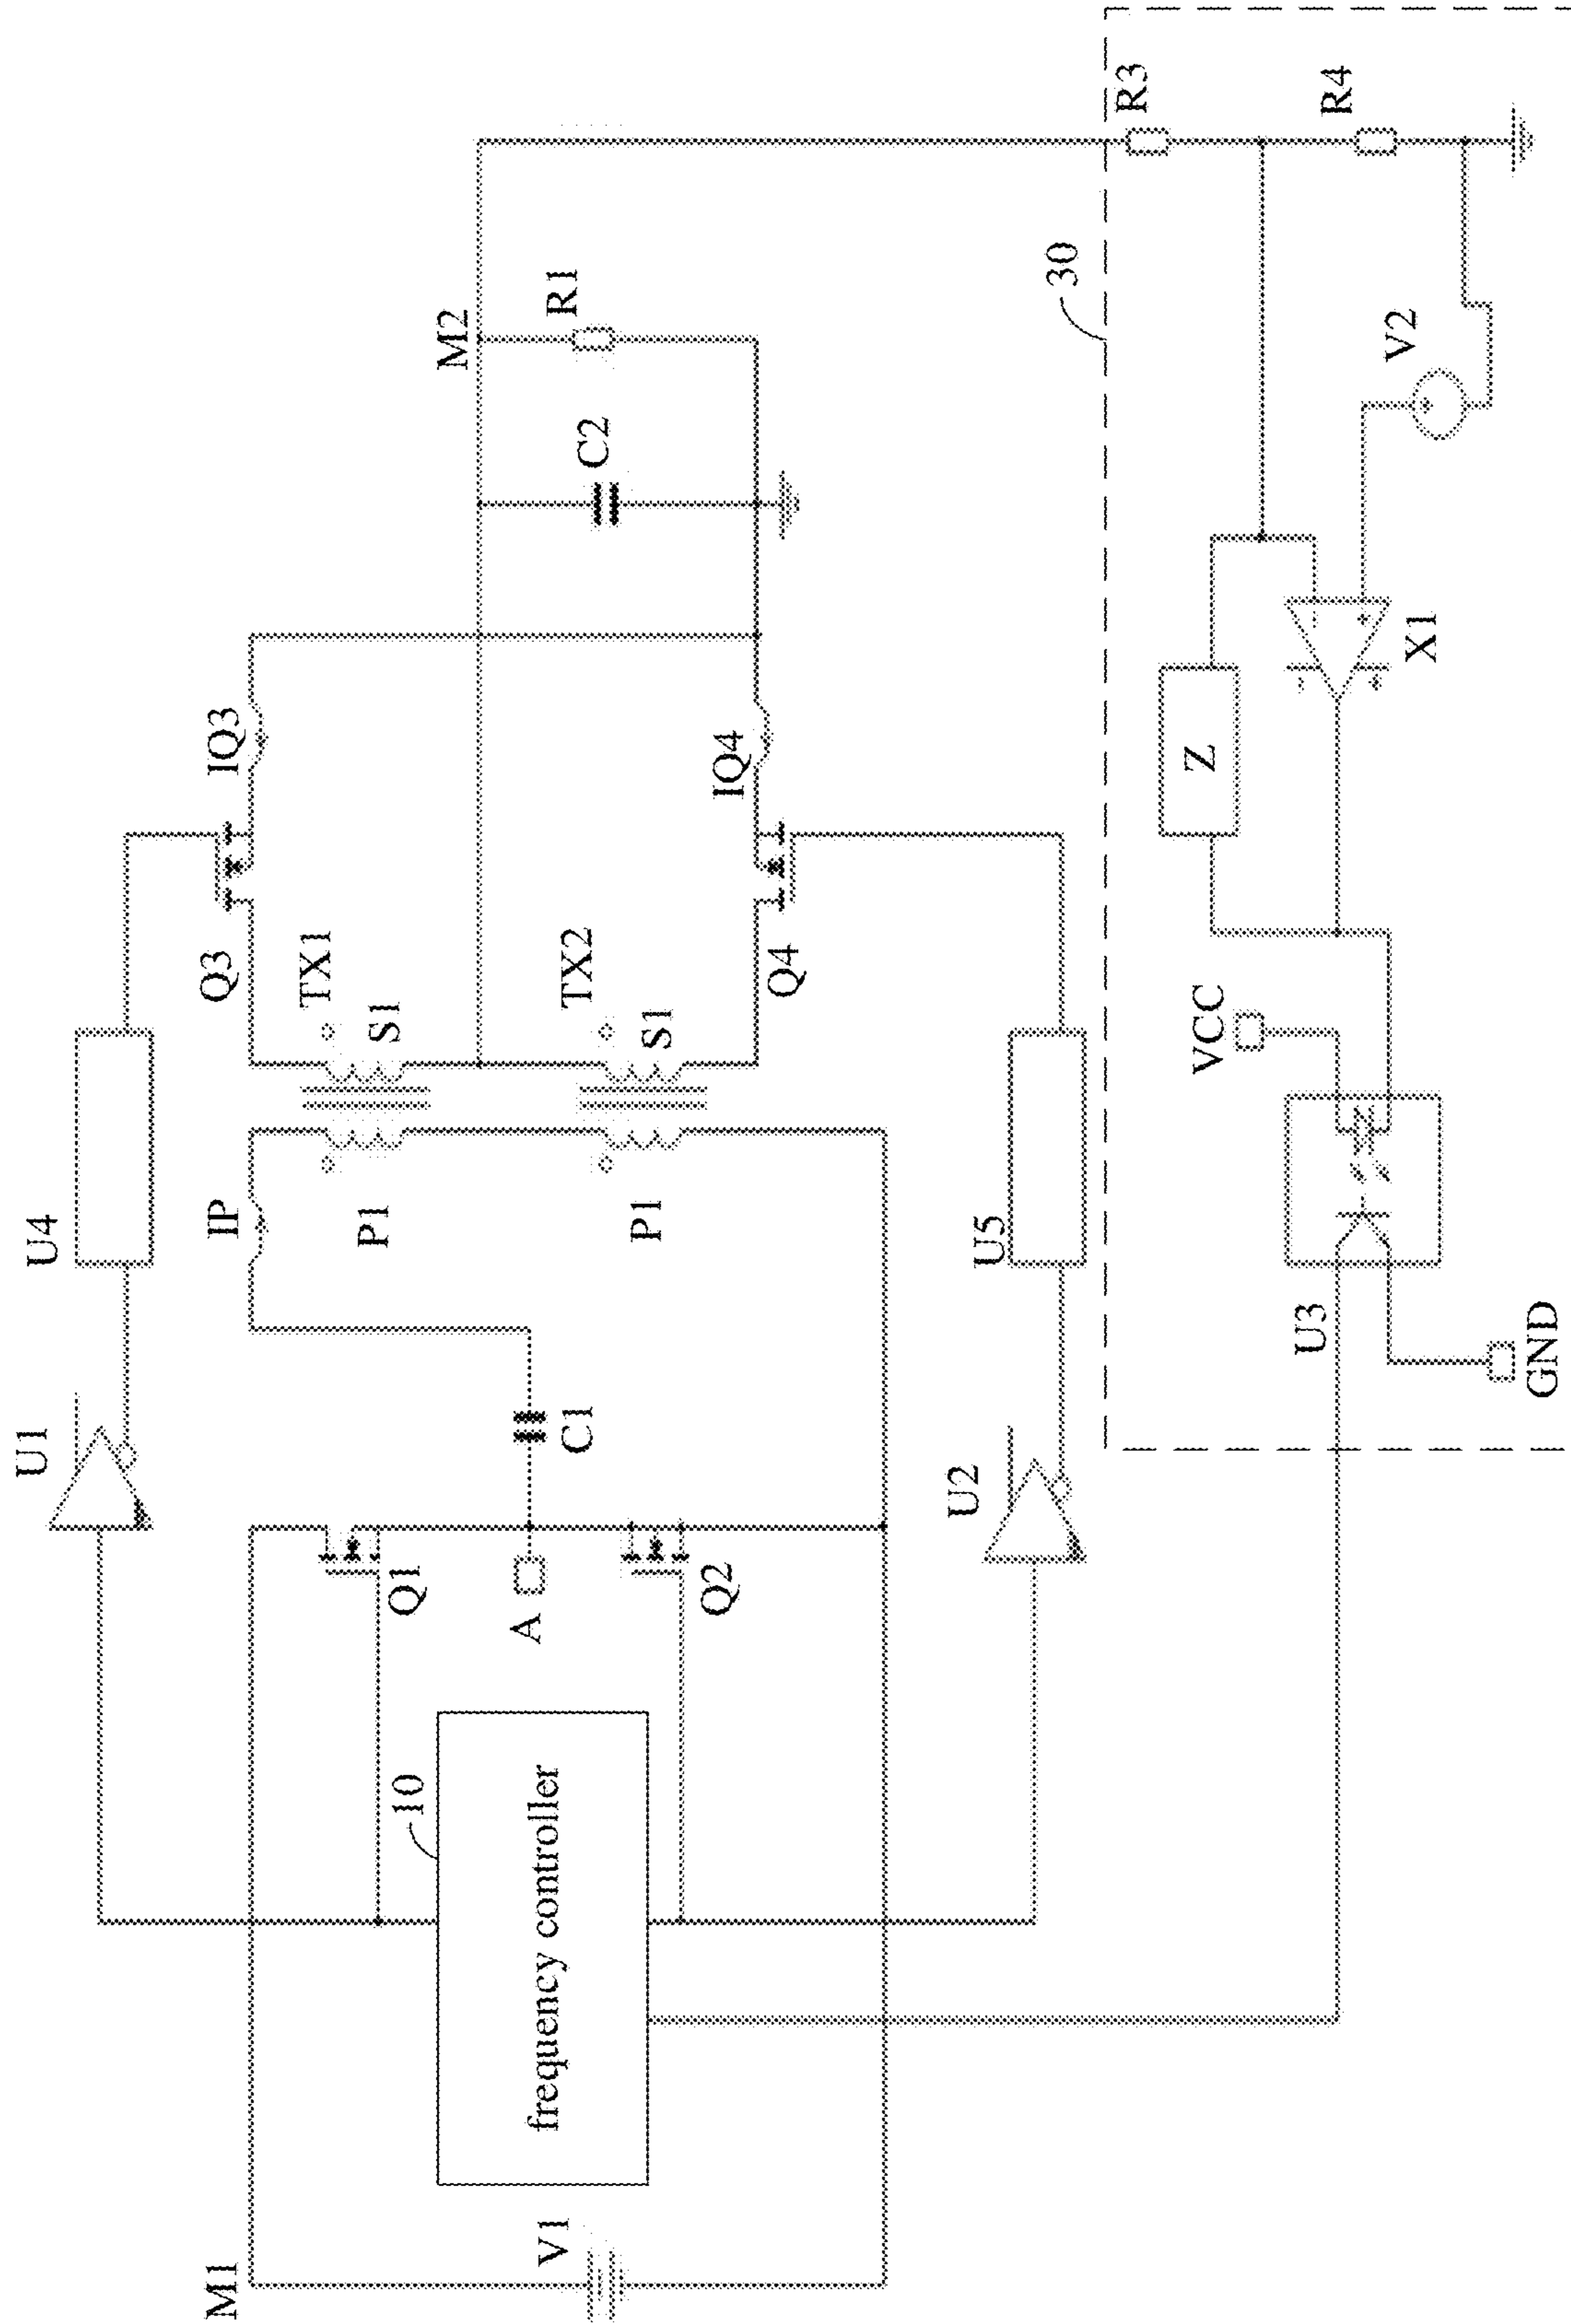 U1
U4
M1
IP
Q3
IQ3
TX1
S1
P1
Q1
10
frequency controller
A
C1
V1
M2
C2
R1
TX2
S1
P1
Q2
Q4
IQ4
U2
U5
30
R3
R4
Z
VCC
U3
X1
V2
GND